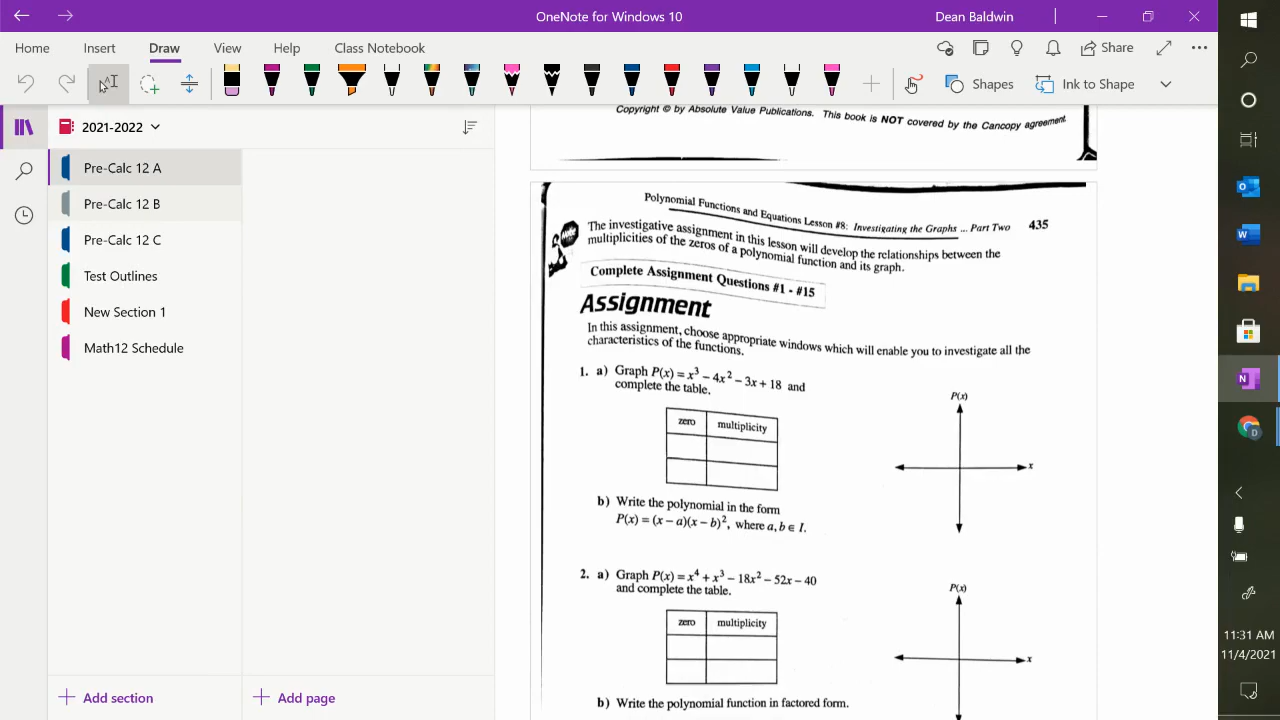 OneNote for Windows 10
Dean Baldwin
Home Insert Draw View Help Class Notebook
Share
Shapes
Ink to Shape
2021-2022
Pre-Calc 12 A
Pre-Calc 12 B
Pre-Calc 12 C
Test Outlines
New Section 1
Math12 Schedule
Add section
Add page
Copyright © by Absolute Value Publications. This book is NOT covered by the Cancopy agreement.
Polynomial Functions and Equations Lesson #8: Investigating the Graphs ... Part Two 435
The investigative assignment in this lesson will develop the relationships between the
multiplicities of the zeros of a polynomial function and its graph.
Complete Assignment Questions #1 - #15
Assignment
In this assignment, choose appropriate windows which will enable you to investigate all the
characteristics of the functions.
1. a) Graph P(x) = x³ – 4x² – 3x + 18 and
complete the table.
zero multiplicity
P(x)
x
b) Write the polynomial in the form
P(x) = (x – a)(x – b)², where a, b ∈ I.
2. a) Graph P(x) = x⁴ + x³ – 18x² – 52x – 40
and complete the table.
zero multiplicity
P(x)
x
b) Write the polynomial function in factored form.
11:31 AM
11/4/2021